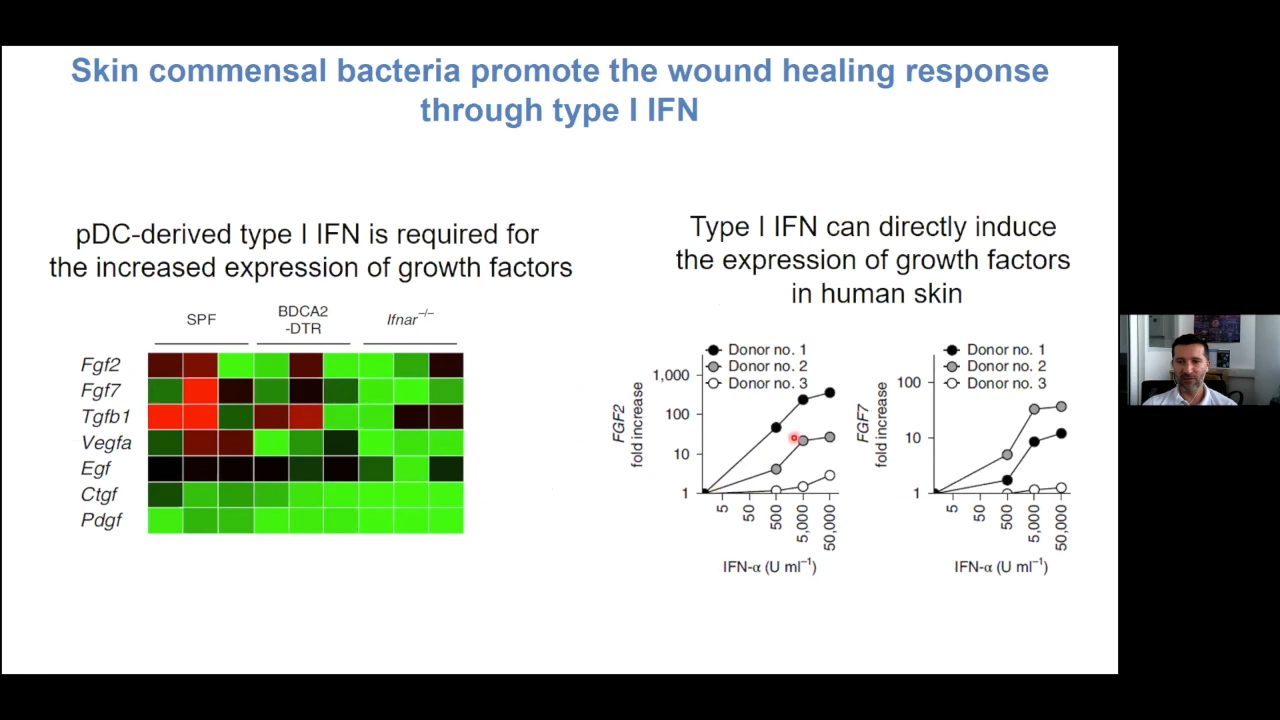 Skin commensal bacteria promote the wound healing response
through type I IFN
pDC-derived type I IFN is required for
the increased expression of growth factors
SPF
BDCA2
-DTR
Ifnar–/–
Fgf2
Fgf7
Tgfb1
Vegfa
Egf
Ctgf
Pdgf
Type I IFN can directly induce
the expression of growth factors
in human skin
Donor no. 1
Donor no. 2
Donor no. 3
FGF2
fold increase
1,000
100
10
1
5
50
500
5,000
50,000
IFN-α (U ml–1)
Donor no. 1
Donor no. 2
Donor no. 3
FGF7
fold increase
100
10
1
5
50
500
5,000
50,000
IFN-α (U ml–1)